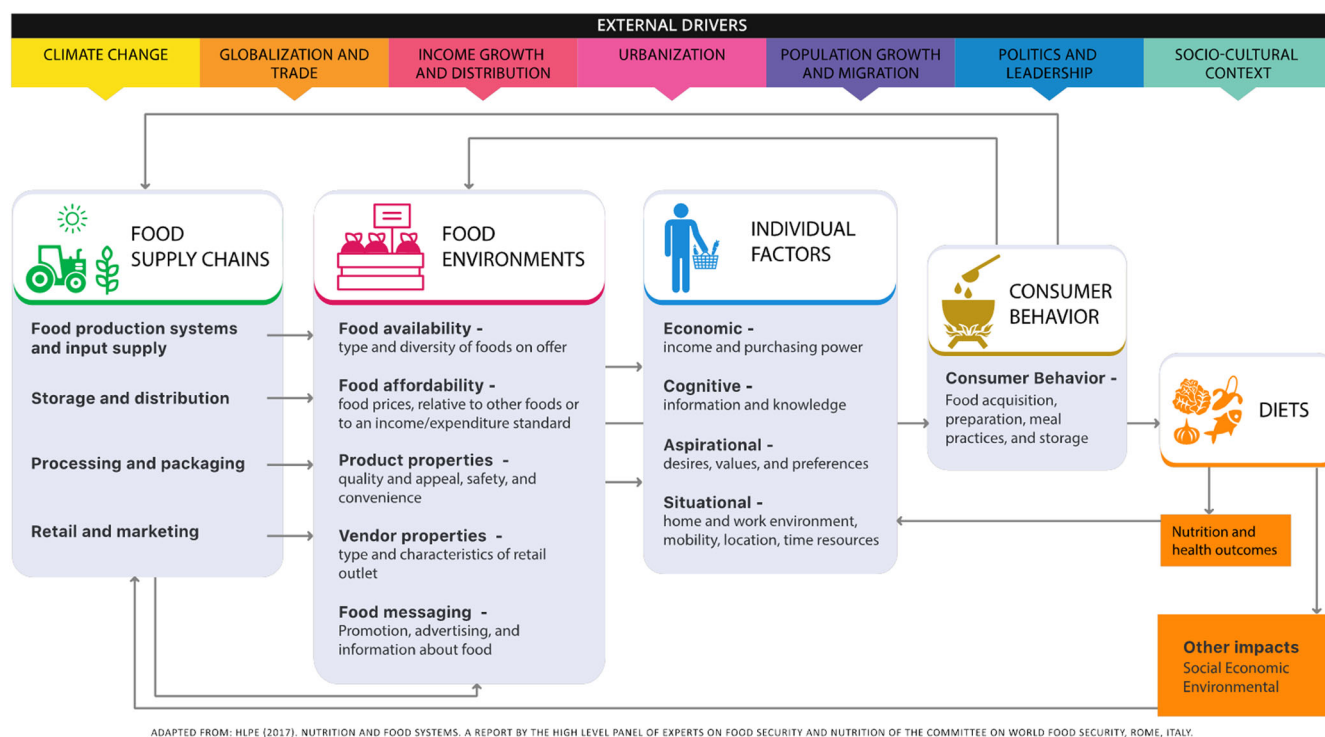 EXTERNAL DRIVERS
CLIMATE CHANGE
GLOBALIZATION AND
TRADE
INCOME GROWTH
AND DISTRIBUTION
URBANIZATION
POPULATION GROWTH
AND MIGRATION
POLITICS AND
LEADERSHIP
SOCIO-CULTURAL
CONTEXT
FOOD
SUPPLY CHAINS
Food production systems
and input supply
Storage and distribution
Processing and packaging
Retail and marketing
FOOD
ENVIRONMENTS
Food availability -
type and diversity of foods on offer
Food affordability -
food prices, relative to other foods or
to an income/expenditure standard
Product properties -
quality and appeal, safety, and
convenience
Vendor properties -
type and characteristics of retail
outlet
Food messaging -
Promotion, advertising, and
information about food
INDIVIDUAL
FACTORS
Economic -
income and purchasing power
Cognitive -
information and knowledge
Aspirational -
desires, values, and preferences
Situational -
home and work environment,
mobility, location, time resources
CONSUMER
BEHAVIOR
Consumer Behavior -
Food acquisition,
preparation, meal
practices, and storage
DIETS
Nutrition and
health outcomes
Other impacts
Social Economic
Environmental
ADAPTED FROM: HLPE (2017). NUTRITION AND FOOD SYSTEMS. A REPORT BY THE HIGH LEVEL PANEL OF EXPERTS ON FOOD SECURITY AND NUTRITION OF THE COMMITTEE ON WORLD FOOD SECURITY, ROME, ITALY.